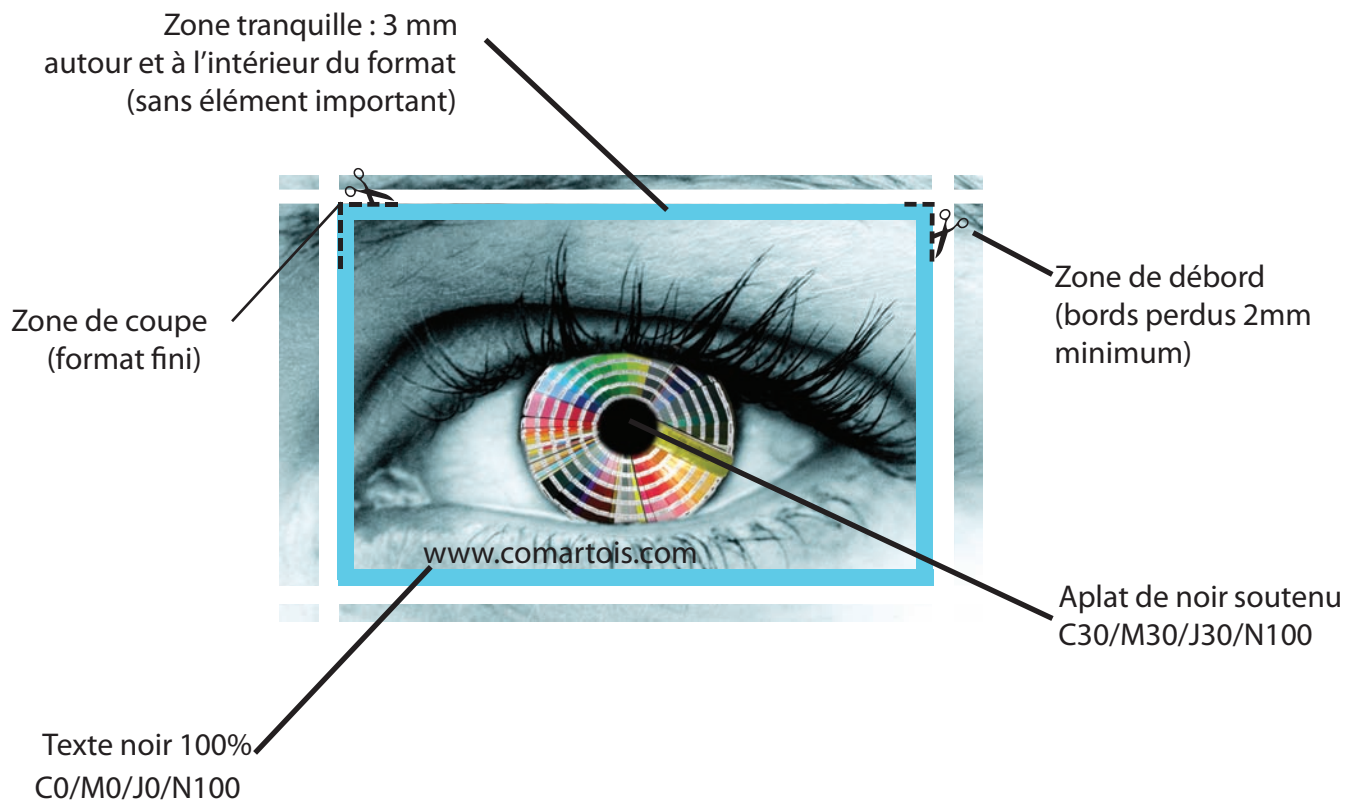 Zone tranquille : 3 mm
autour et à l'intérieur du format
(sans élément important)
Zone de coupe
(format fini)
Zone de débord
(bords perdus 2mm
minimum)
www.comartois.com
Aplat de noir soutenu
C30/M30/J30/N100
Texte noir 100%
C0/M0/J0/N100